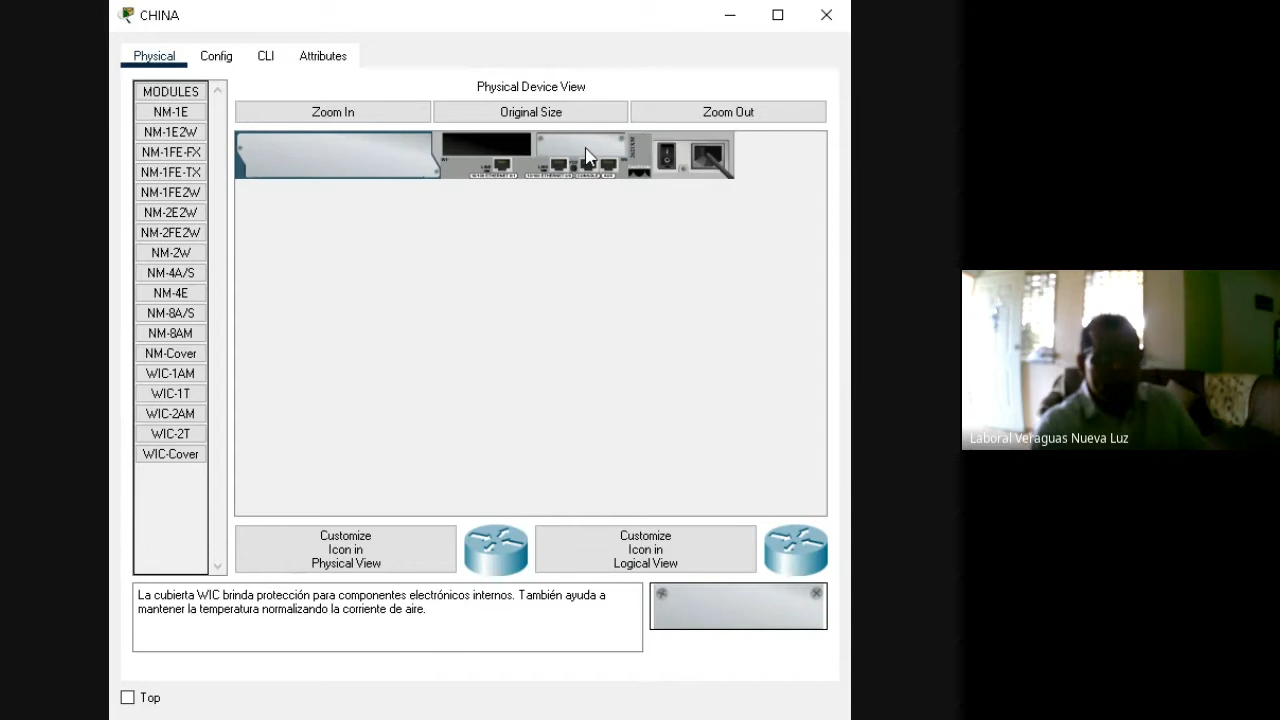 CHINA
Physical
Config
CLI
Attributes
MODULES
NM-1E
NM-1E2W
NM-1FE-FX
NM-1FE-TX
NM-1FE2W
NM-2E2W
NM-2FE2W
NM-2W
NM-4A/S
NM-4E
NM-8A/S
NM-8AM
NM-Cover
WIC-1AM
WIC-1T
WIC-2AM
WIC-2T
WIC-Cover
Physical Device View
Zoom In
Original Size
Zoom Out
Customize
Icon in
Physical View
Customize
Icon in
Logical View
La cubierta WIC brinda protección para componentes electrónicos internos. También ayuda a
mantener la temperatura normalizando la corriente de aire.
Top
Laboral Veraguas Nueva Luz